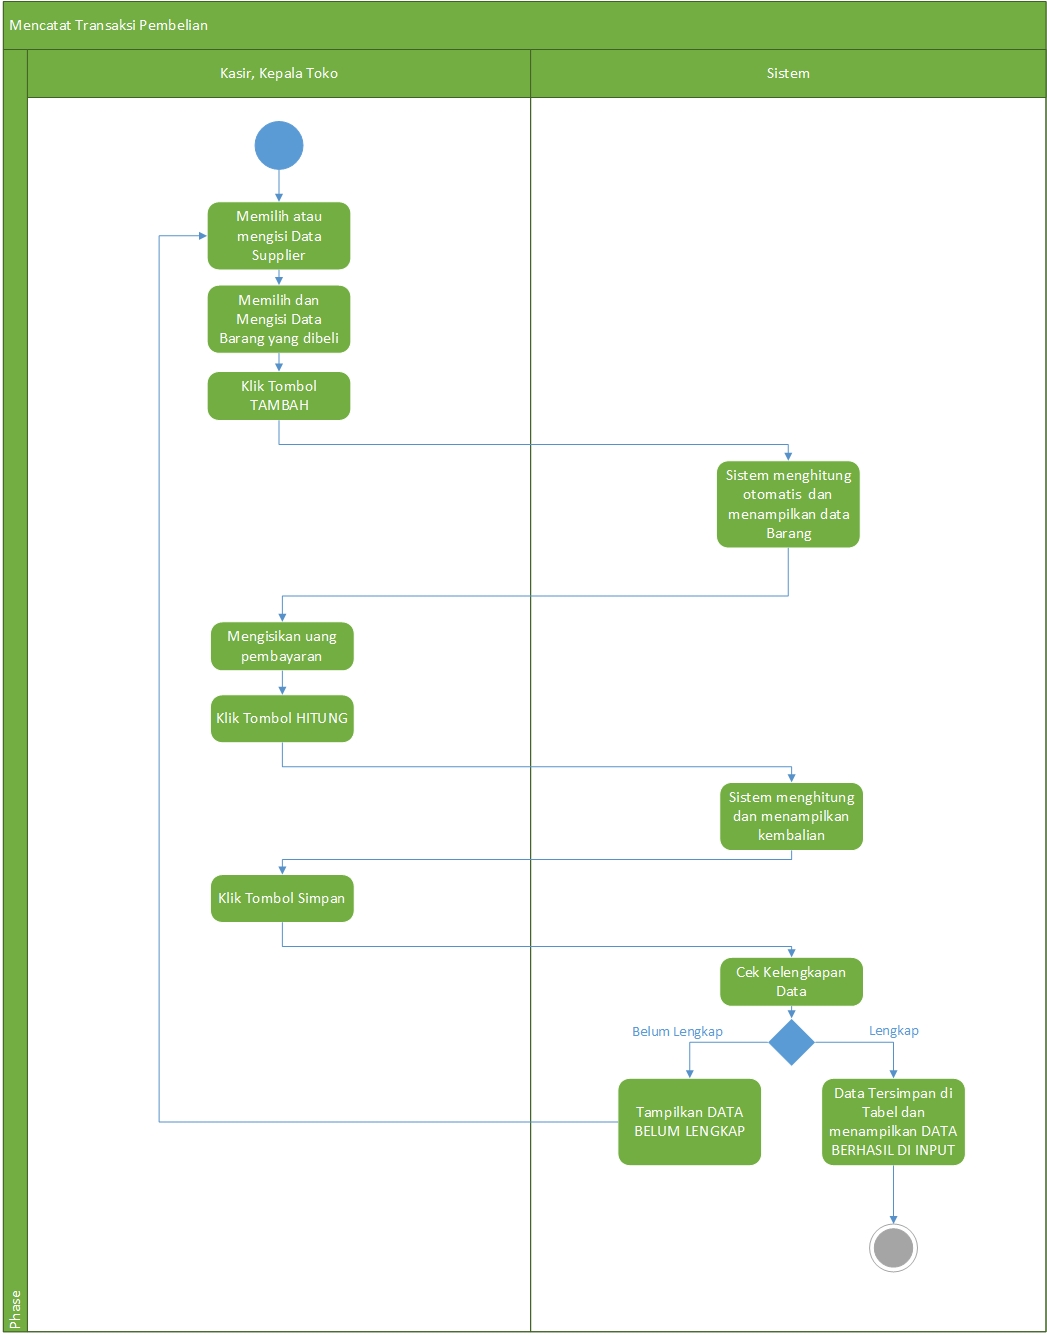 Mencatat Transaksi Pembelian
Kasir, Kepala Toko
Sistem
Memilih atau
mengisi Data
Supplier
Memilih dan
Mengisi Data
Barang yang dibeli
Klik Tombol
TAMBAH
Sistem menghitung
otomatis dan
menampilkan data
Barang
Mengisikan uang
pembayaran
Klik Tombol HITUNG
Sistem menghitung
dan menampilkan
kembalian
Klik Tombol Simpan
Cek Kelengkapan
Data
Belum Lengkap
Lengkap
Tampilkan DATA
BELUM LENGKAP
Data Tersimpan di
Tabel dan
menampilkan DATA
BERHASIL DI INPUT
Phase